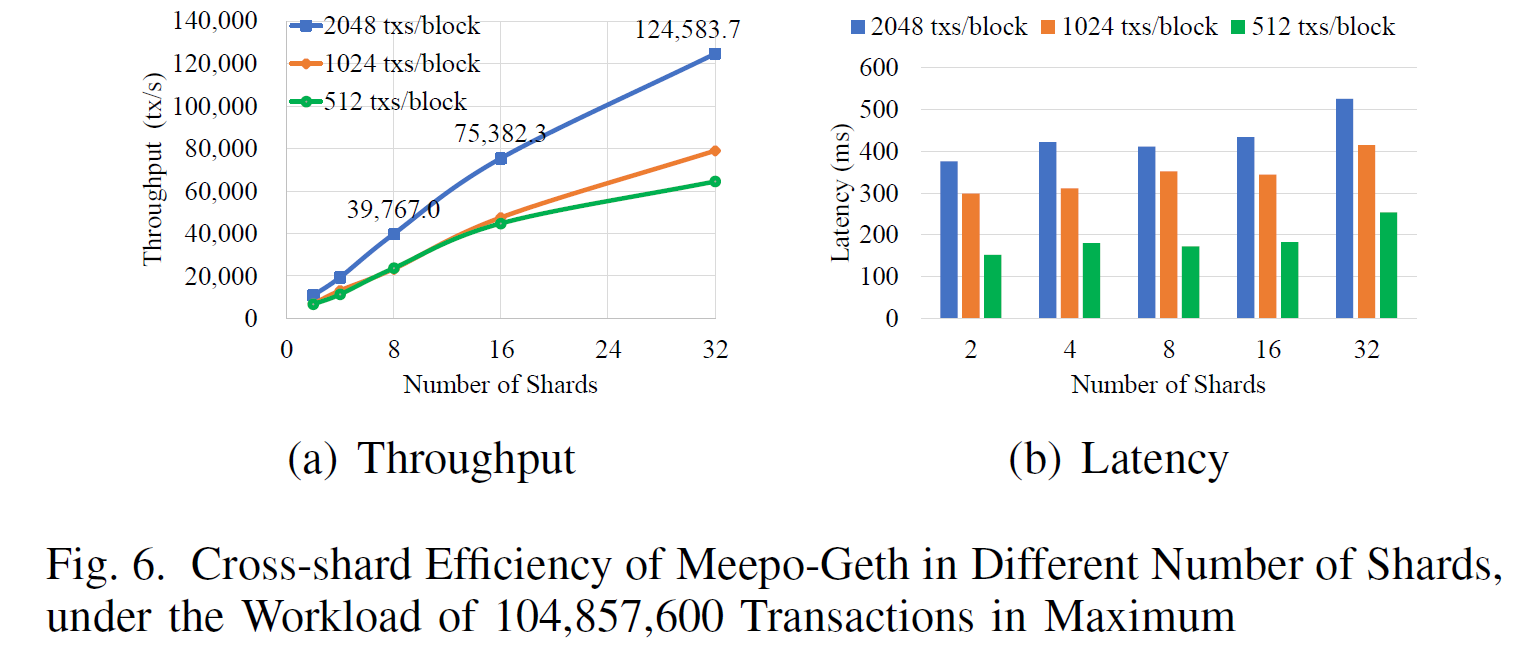 140,000
120,000
100,000
80,000
60,000
40,000
20,000
0
Throughput (tx/s)
2048 txs/block
1024 txs/block
512 txs/block
124,583.7
75,382.3
39,767.0
0 8 16 24 32
Number of Shards
(a) Throughput
2048 txs/block 1024 txs/block 512 txs/block
600
500
400
300
200
100
0
Latency (ms)
2 4 8 16 32
Number of Shards
(b) Latency
Fig. 6. Cross-shard Efficiency of Meepo-Geth in Different Number of Shards,
under the Workload of 104,857,600 Transactions in Maximum